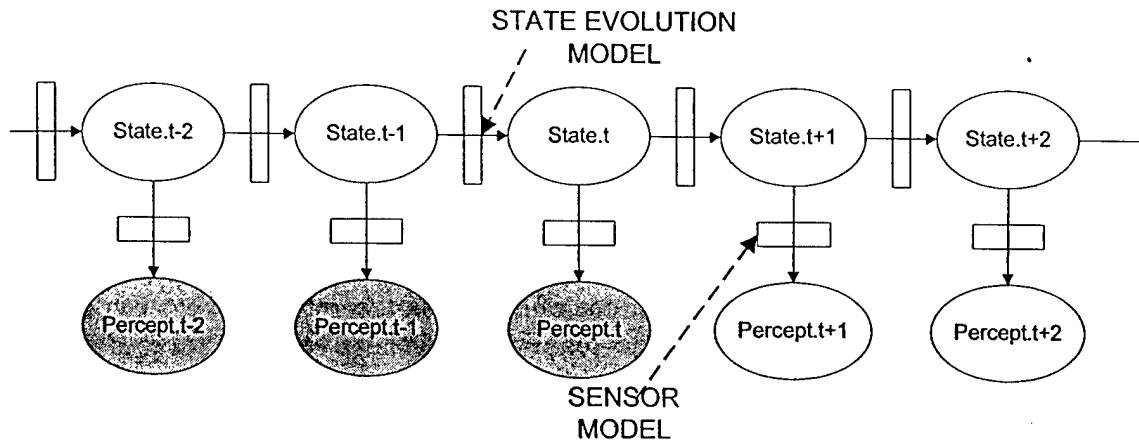 STATE EVOLUTION
MODEL
State.t-2
State.t-1
State.t
State.t+1
State.t+2
Percept.t-2
Percept.t-1
Percept.t
Percept.t+1
Percept.t+2
SENSOR
MODEL